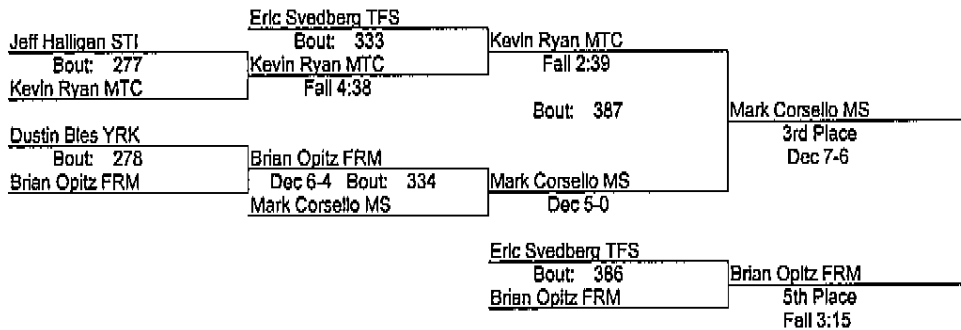 Eric Svedberg TFS
Jeff Halligan STI
Bout: 333
Kevin Ryan MTC
Bout: 277
Kevin Ryan MTC
Fall 2:39
Kevin Ryan MTC
Fall 4:38
Bout: 387
Mark Corsello MS
3rd Place
Dec 7-6
Dustin Bles YRK
Bout: 278
Brian Opitz FRM
Brian Opitz FRM
Dec 6-4 Bout: 334
Mark Corsello MS
Mark Corsello MS
Dec 5-0
Eric Svedberg TFS
Bout: 386
Brian Opitz FRM
Brian Opitz FRM
5th Place
Fall 3:15